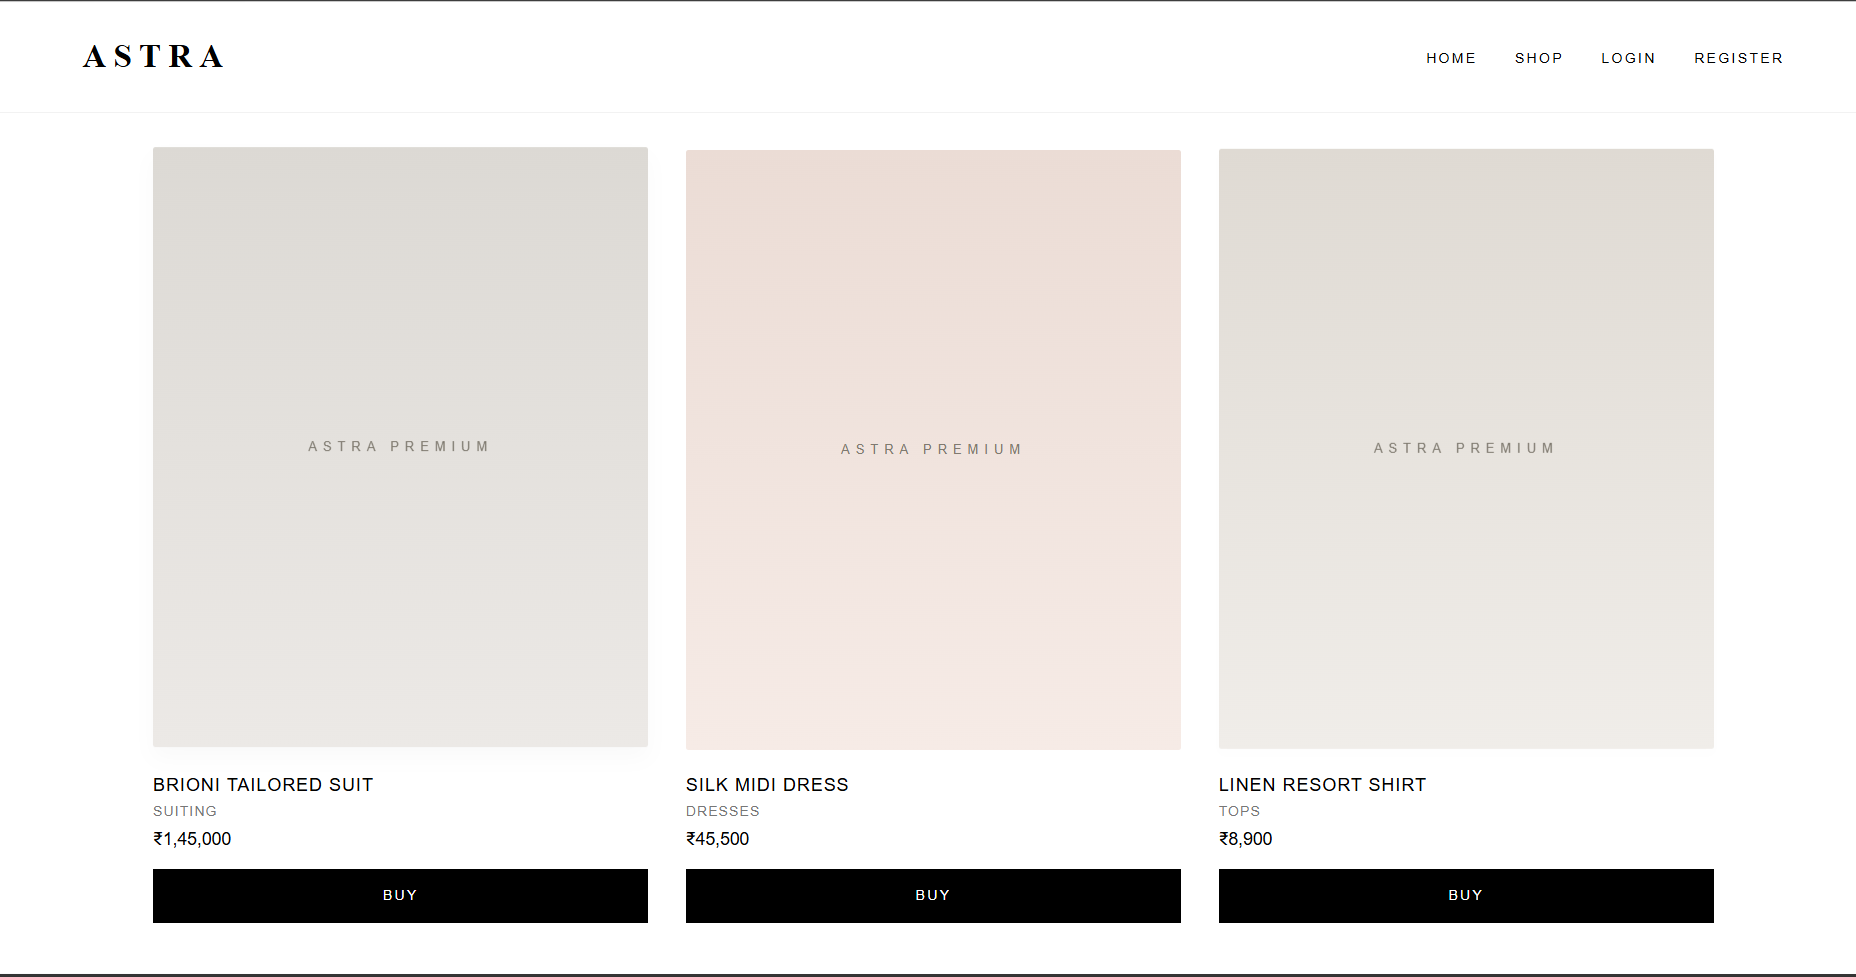 ASTRA
HOME SHOP LOGIN REGISTER
ASTRA PREMIUM
BRIONI TAILORED SUIT
SUITING
₹1,45,000
BUY
ASTRA PREMIUM
SILK MIDI DRESS
DRESSES
₹45,500
BUY
ASTRA PREMIUM
LINEN RESORT SHIRT
TOPS
₹8,900
BUY